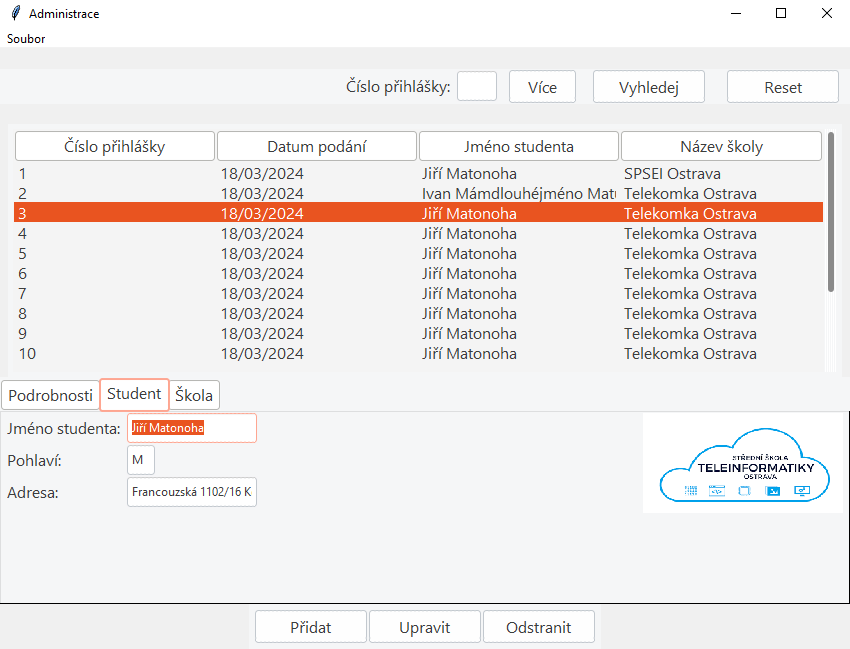 Administrace
Soubor
Číslo přihlášky: Více Vyhledej Reset
Číslo přihlášky Datum podání Jméno studenta Název školy
1 18/03/2024 Jiří Matonoha SPSEI Ostrava
2 18/03/2024 Ivan Mámdlouhéjméno Matu Telekomka Ostrava
3 18/03/2024 Jiří Matonoha Telekomka Ostrava
4 18/03/2024 Jiří Matonoha Telekomka Ostrava
5 18/03/2024 Jiří Matonoha Telekomka Ostrava
6 18/03/2024 Jiří Matonoha Telekomka Ostrava
7 18/03/2024 Jiří Matonoha Telekomka Ostrava
8 18/03/2024 Jiří Matonoha Telekomka Ostrava
9 18/03/2024 Jiří Matonoha Telekomka Ostrava
10 18/03/2024 Jiří Matonoha Telekomka Ostrava
Podrobnosti Student Škola
Jméno studenta: Jiří Matonoha
Pohlaví: M
Adresa: Francouzská 1102/16 K
STŘEDNÍ ŠKOLA
TELEINFORMATIKY
OSTRAVA
Přidat Upravit Odstranit